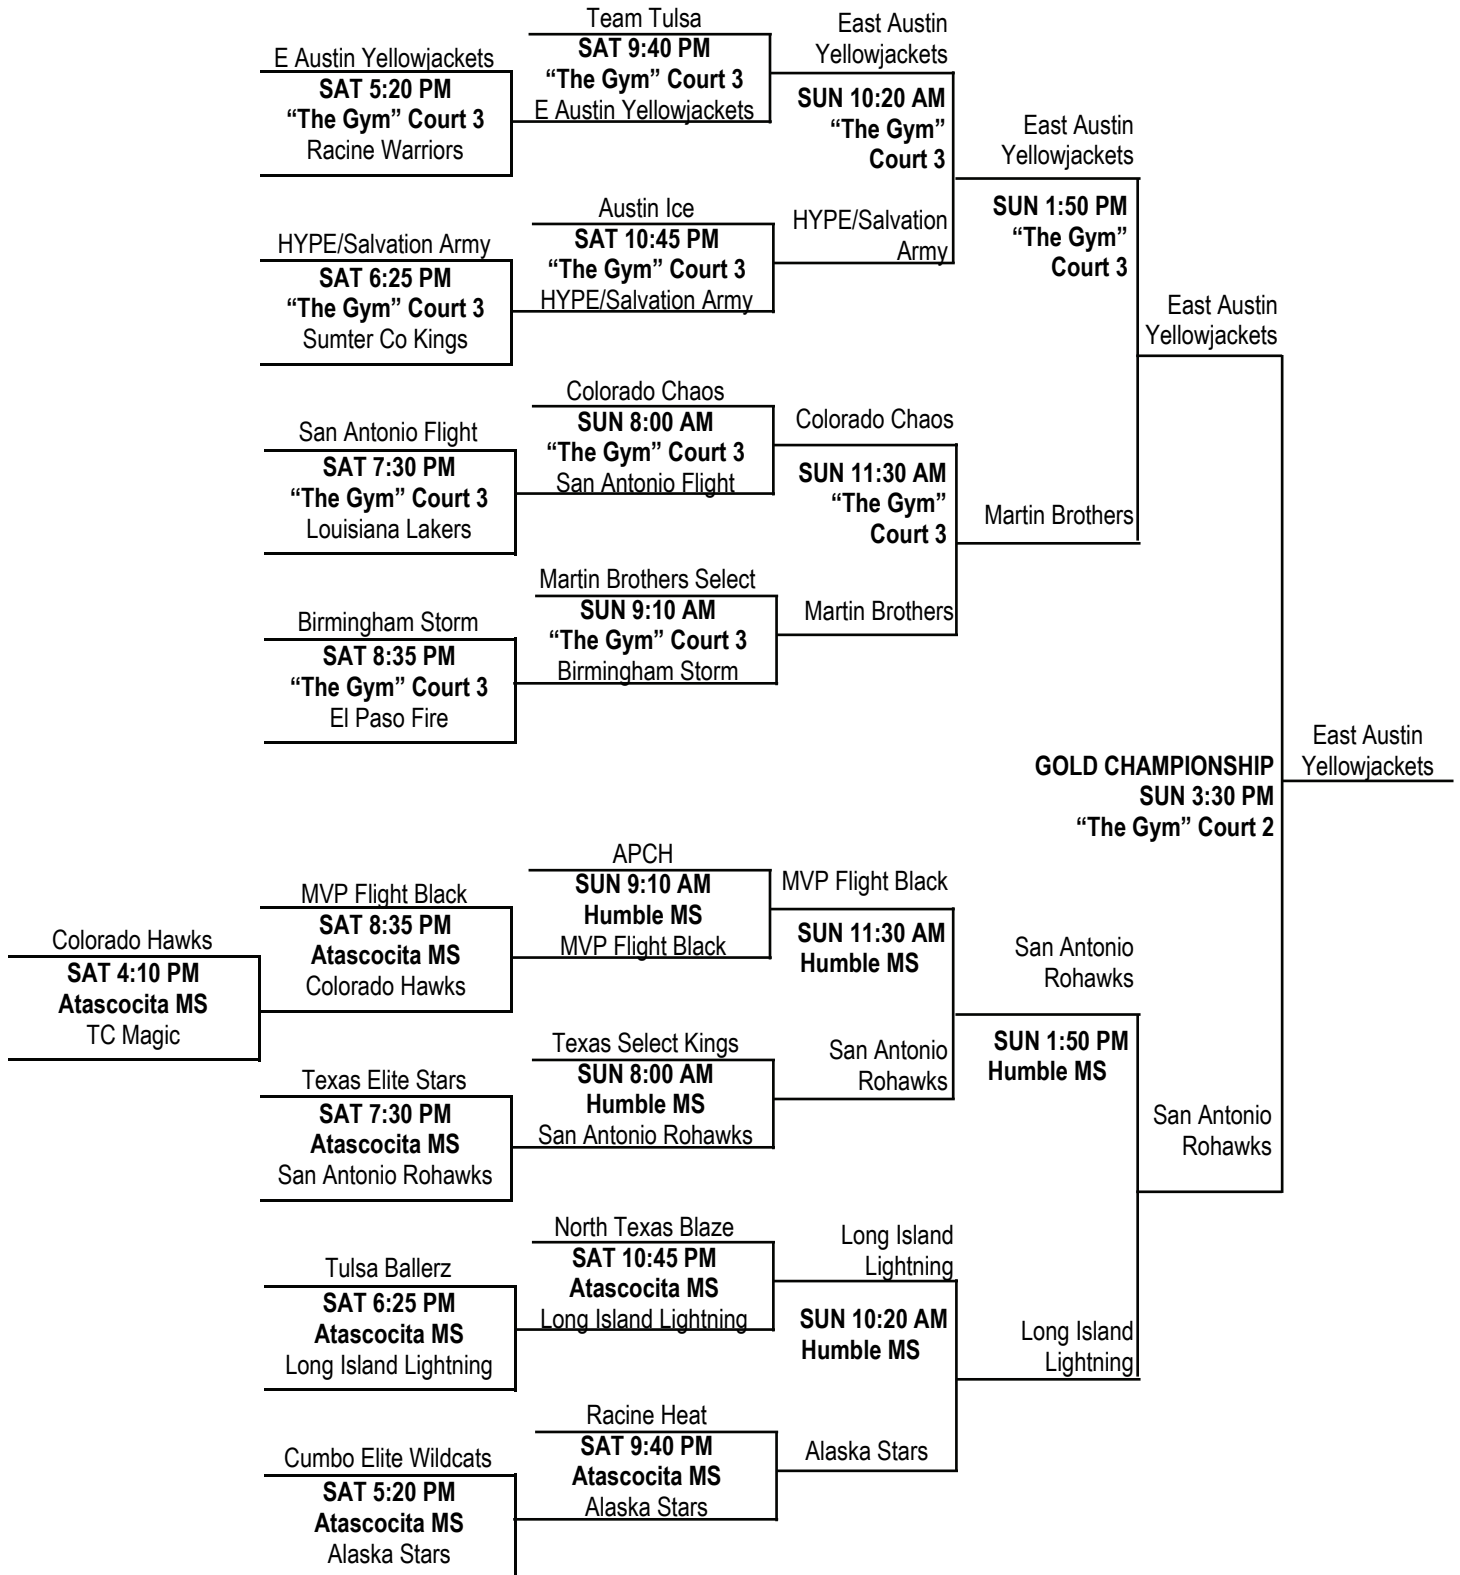 Team Tulsa
East Austin
Yellowjackets
E Austin Yellowjackets
SAT 9:40 PM
“The Gym” Court 3
E Austin Yellowjackets
SAT 5:20 PM
“The Gym” Court 3
Racine Warriors
SUN 10:20 AM
“The Gym”
Court 3
East Austin
Yellowjackets
Austin Ice
SAT 10:45 PM
“The Gym” Court 3
HYPE/Salvation Army
HYPE/Salvation
Army
HYPE/Salvation Army
SAT 6:25 PM
“The Gym” Court 3
Sumter Co Kings
SUN 1:50 PM
“The Gym”
Court 3
East Austin
Yellowjackets
Colorado Chaos
SUN 8:00 AM
“The Gym” Court 3
San Antonio Flight
Colorado Chaos
San Antonio Flight
SAT 7:30 PM
“The Gym” Court 3
Louisiana Lakers
SUN 11:30 AM
“The Gym”
Court 3
Martin Brothers
Martin Brothers Select
SUN 9:10 AM
“The Gym” Court 3
Birmingham Storm
Martin Brothers
Birmingham Storm
SAT 8:35 PM
“The Gym” Court 3
El Paso Fire
GOLD CHAMPIONSHIP
SUN 3:30 PM
“The Gym” Court 2
East Austin
Yellowjackets
APCH
SUN 9:10 AM
Humble MS
MVP Flight Black
MVP Flight Black
MVP Flight Black
SAT 8:35 PM
Atascocita MS
Colorado Hawks
Colorado Hawks
SAT 4:10 PM
Atascocita MS
TC Magic
SUN 11:30 AM
Humble MS
San Antonio
Rohawks
Texas Select Kings
SUN 8:00 AM
Humble MS
San Antonio Rohawks
San Antonio
Rohawks
Texas Elite Stars
SAT 7:30 PM
Atascocita MS
San Antonio Rohawks
SUN 1:50 PM
Humble MS
San Antonio
Rohawks
North Texas Blaze
SAT 10:45 PM
Atascocita MS
Long Island Lightning
Long Island
Lightning
Tulsa Ballerz
SAT 6:25 PM
Atascocita MS
Long Island Lightning
SUN 10:20 AM
Humble MS
Long Island
Lightning
Racine Heat
SAT 9:40 PM
Atascocita MS
Alaska Stars
Alaska Stars
Cumbo Elite Wildcats
SAT 5:20 PM
Atascocita MS
Alaska Stars